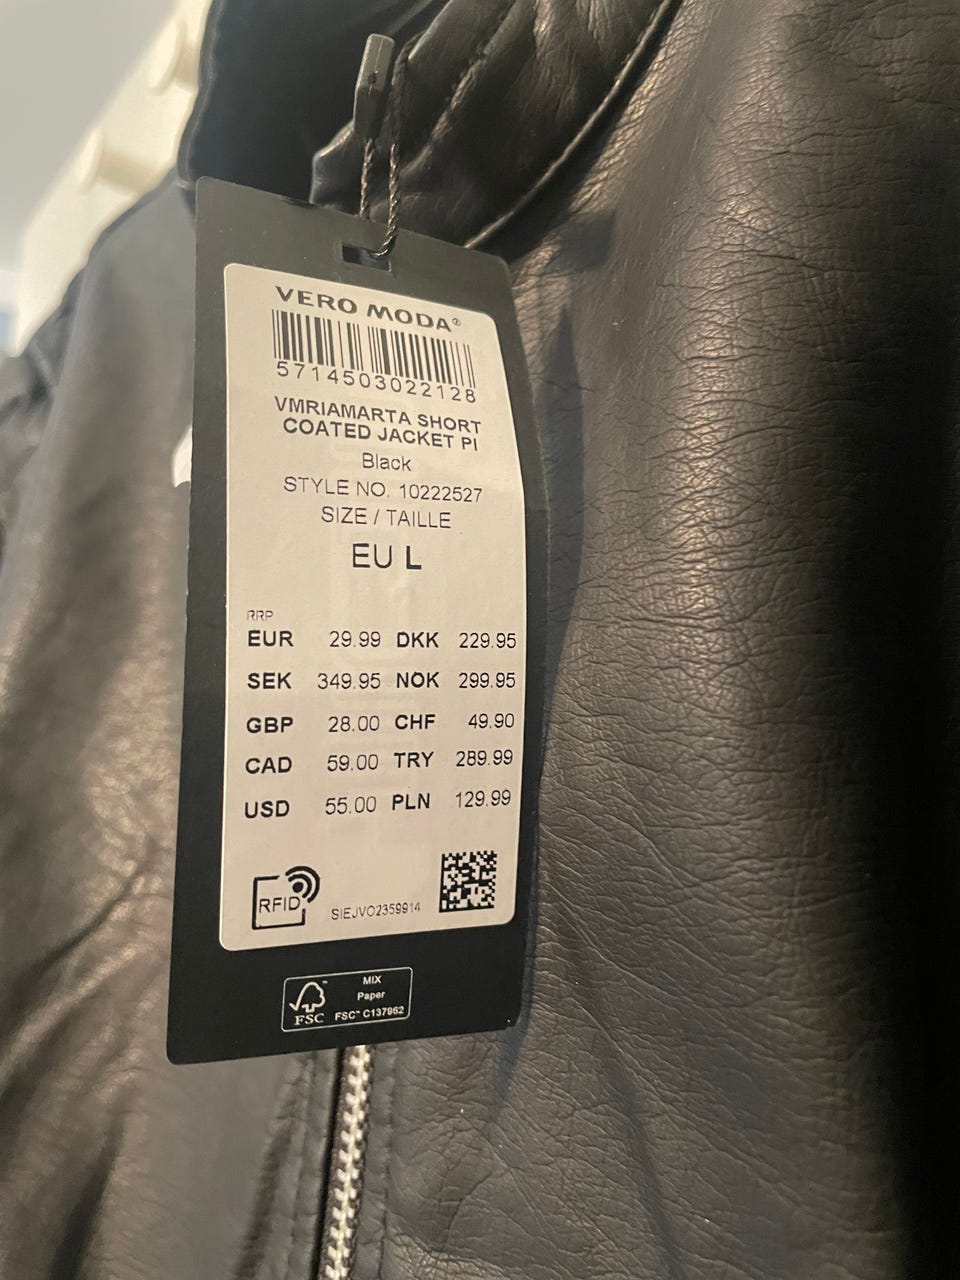 VERO MODA®
5714503022128
VMRIAMARTA SHORT
COATED JACKET PI
Black
STYLE NO. 10222527
SIZE / TAILLE
EU L
RRP
EUR 29.99 DKK 229.95
SEK 349.95 NOK 299.95
GBP 28.00 CHF 49.90
CAD 59.00 TRY 289.99
USD 55.00 PLN 129.99
RFID
SIEJVO2359914
MIX
Paper
FSC™ C137962
FSC